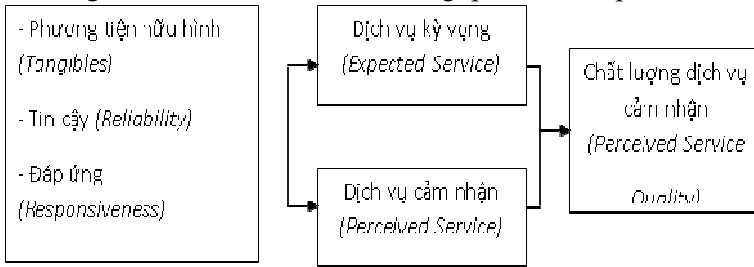 - Phương tiện hữu hình
(Tangibles)
- Tin cậy (Reliability)
- Đáp ứng
(Responsiveness)
Dịch vụ kỳ vọng
(Expected Service)
Dịch vụ cảm nhận
(Perceived Service)
Chất lượng dịch vụ
cảm nhận
(Perceived Service
Quality)